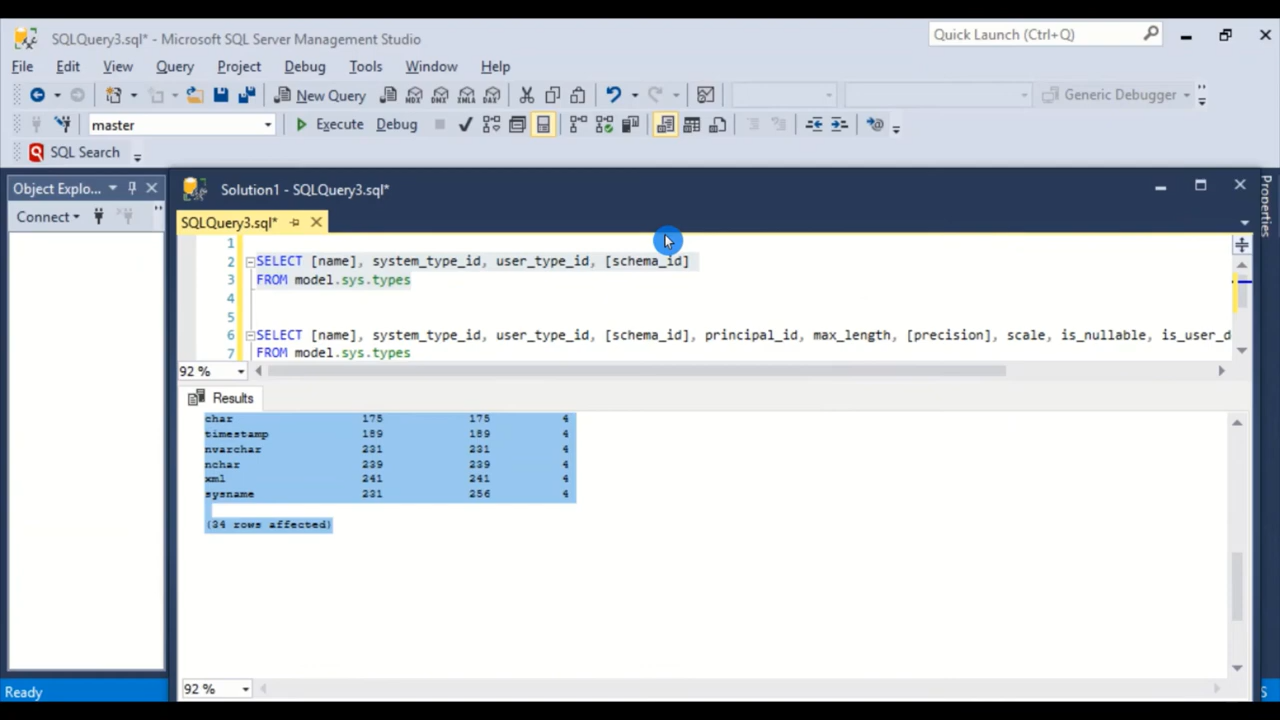 SQLQuery3.sql* - Microsoft SQL Server Management Studio
Quick Launch (Ctrl+Q)
File Edit View Query Project Debug Tools Window Help
New Query MDX DMX XMLA DAX Generic Debugger
master Execute Debug
SQL Search
Object Explo... Solution1 - SQLQuery3.sql* Properties
Connect SQLQuery3.sql*
1
2 SELECT [name], system_type_id, user_type_id, [schema_id]
3 FROM model.sys.types
4
5
6 SELECT [name], system_type_id, user_type_id, [schema_id], principal_id, max_length, [precision], scale, is_nullable, is_user_d
7 FROM model.sys.types
92 %
Results
char 175 175 4
timestamp 189 189 4
nvarchar 231 231 4
nchar 239 239 4
xml 241 241 4
sysname 231 256 4
(34 rows affected)
92 %
Ready